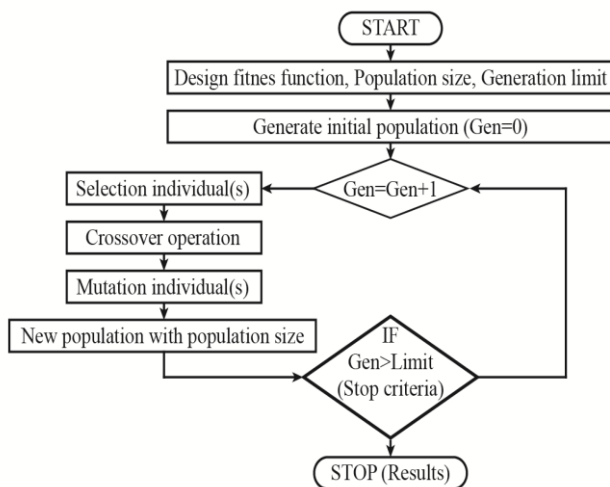 START
Design fitnes function, Population size, Generation limit
Generate initial population (Gen=0)
Gen=Gen+1
Selection individual(s)
Crossover operation
Mutation individual(s)
New population with population size
IF
Gen>Limit
(Stop criteria)
STOP (Results)